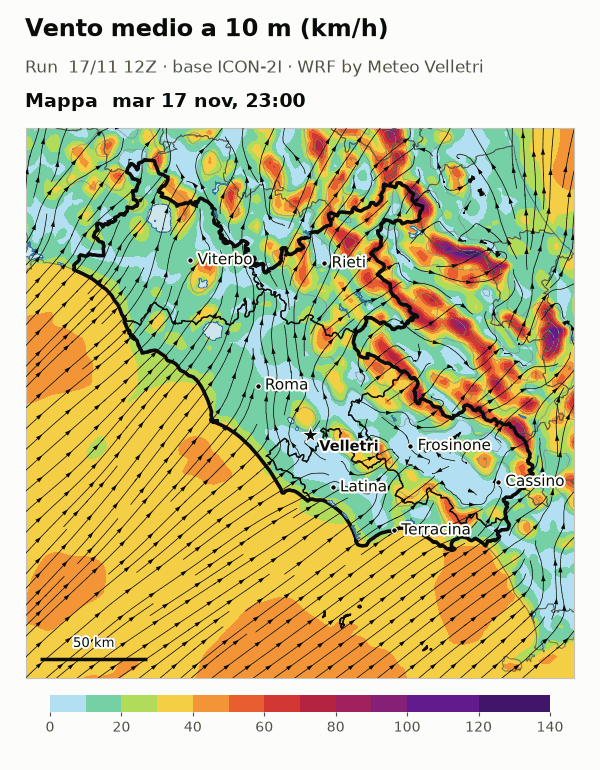 Vento medio a 10 m (km/h)
Run  17/11 12Z · base ICON-2I · WRF by Meteo Velletri
Mappa  mar 17 nov, 23:00
Viterbo
Rieti
Roma
Velletri
Frosinone
Latina
Cassino
Terracina
50 km
0 20 40 60 80 100 120 140